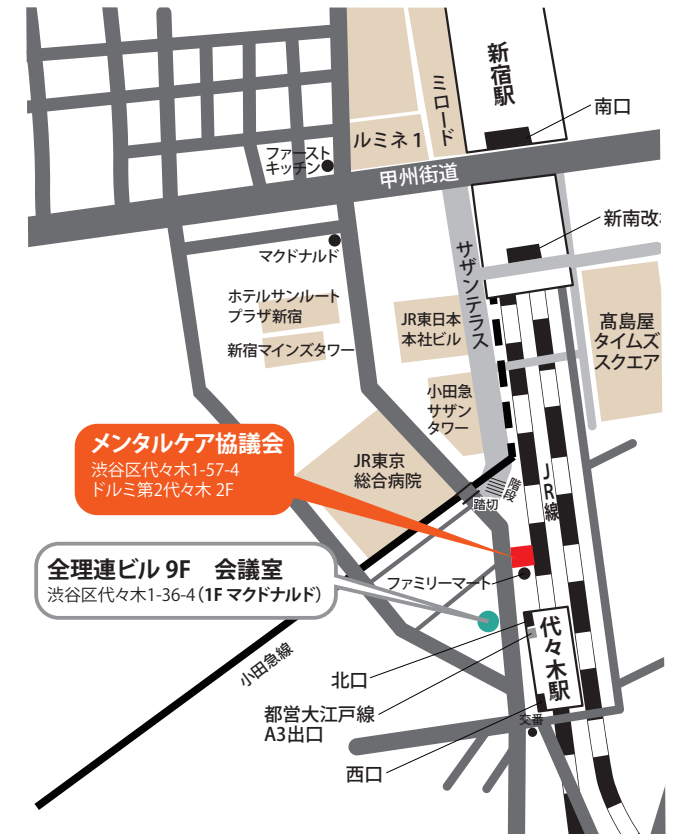 新宿駅
ミロード
南口
ルミネ1
ファースト
キッチン
甲州街道
新南改
サザンテラス
マクドナルド
ホテルサンルート
プラザ新宿
新宿マインズタワー
JR東日本
本社ビル
髙島屋
タイムズ
スクエア
小田急
サザン
タワー
メンタルケア協議会
渋谷区代々木1-57-4
ドルミ第2代々木 2F
JR東京
総合病院
階段
踏切
JR線
全理連ビル 9F　会議室
渋谷区代々木1-36-4(1F マクドナルド)
ファミリーマート
代々木駅
小田急線
北口
都営大江戸線
A3出口
交番
西口